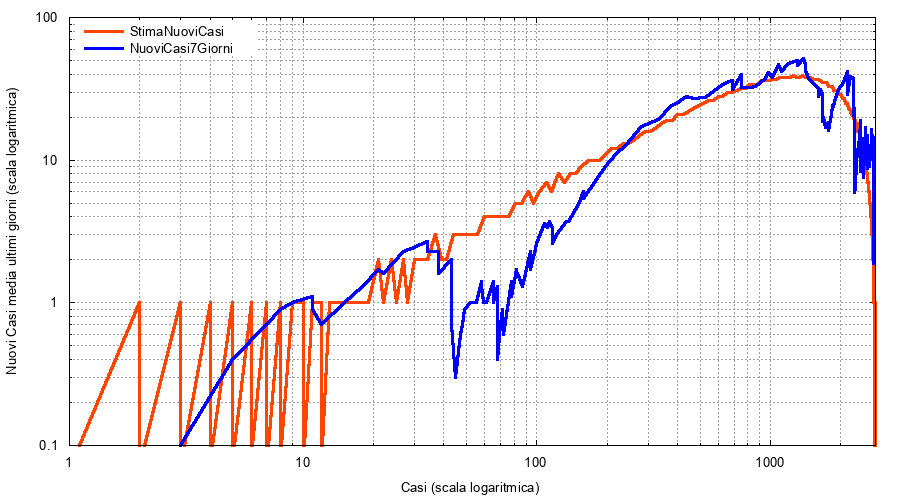 100
StimaNuoviCasi
NuoviCasi7Giorni
10
1
0.1
Nuovi Casi media ultimi giorni (scala logaritmica)
1
10
100
1000
Casi (scala logaritmica)